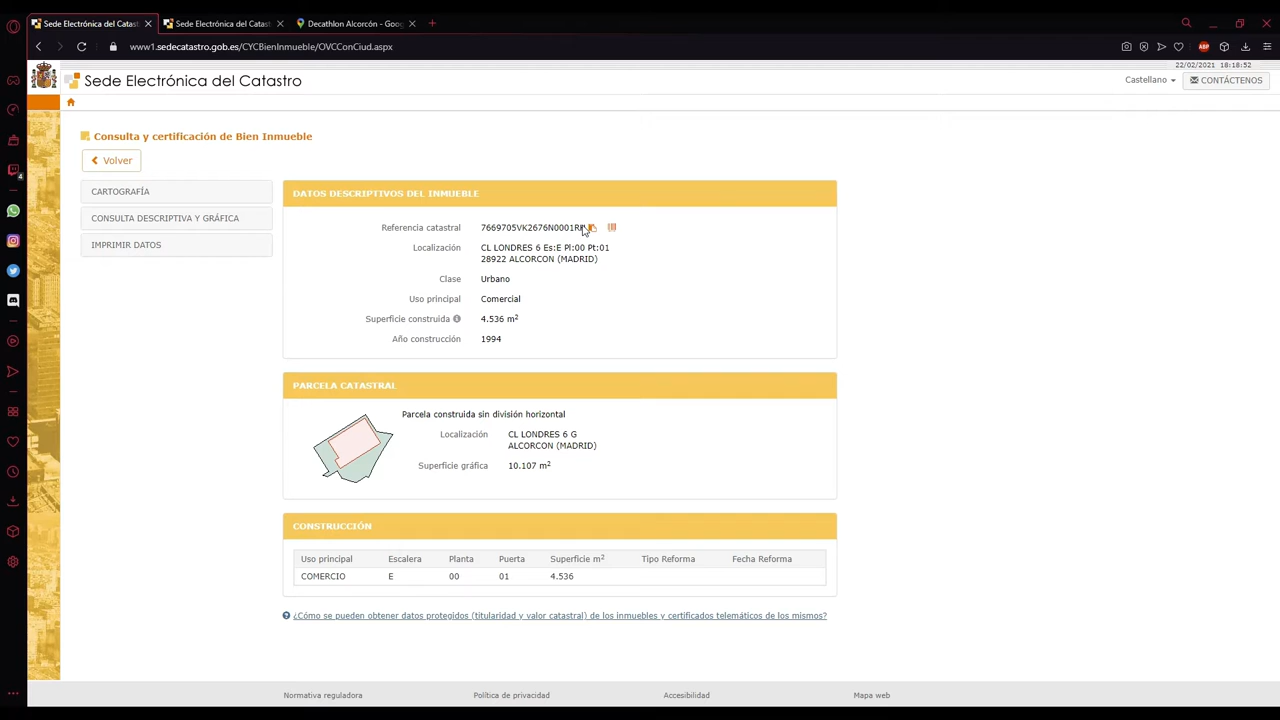 Sede Electrónica del Catast
Sede Electrónica del Catast
Decathlon Alcorcón - Goog
www1.sedecatastro.gob.es/CYCBienInmueble/OVCConCiud.aspx
ABP
22/02/2021 18:18:52
Sede Electrónica del Catastro
Castellano
CONTÁCTENOS
Consulta y certificación de Bien Inmueble
Volver
4
CARTOGRAFÍA
CONSULTA DESCRIPTIVA Y GRÁFICA
IMPRIMIR DATOS
DATOS DESCRIPTIVOS DEL INMUEBLE
Referencia catastral
Localización CL LONDRES 6 Es:E Pl:00 Pt:01
28922 ALCORCON (MADRID)
Clase Urbano
Uso principal Comercial
Superficie construida 4.536 m²
Año construcción 1994
PARCELA CATASTRAL
Parcela construida sin división horizontal
Localización CL LONDRES 6 G
ALCORCON (MADRID)
Superficie gráfica 10.107 m²
CONSTRUCCIÓN
Uso principal Escalera Planta Puerta Superficie m² Tipo Reforma Fecha Reforma
COMERCIO E 00 01 4.536
¿Cómo se pueden obtener datos protegidos (titularidad y valor catastral) de los inmuebles y certificados telemáticos de los mismos?
Normativa reguladora Política de privacidad Accesibilidad Mapa web